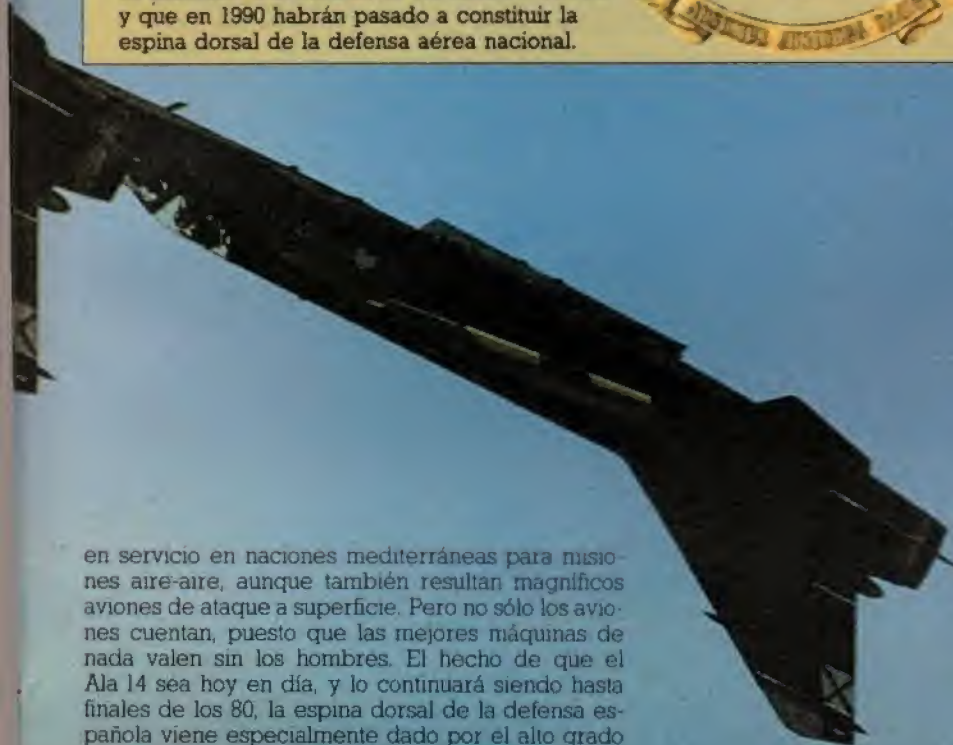 y que en 1990 habrán pasado a constituir la
espina dorsal de la defensa aérea nacional.
en servicio en naciones mediterráneas para misio-
nes aire-aire, aunque también resultan magníficos
aviones de ataque a superficie. Pero no sólo los avio-
nes cuentan, puesto que las mejores máquinas de
nada valen sin los hombres. El hecho de que el
Ala 14 sea hoy en día, y lo continuará siendo hasta
finales de los 80, la espina dorsal de la defensa es-
pañola viene especialmente dado por el alto grado